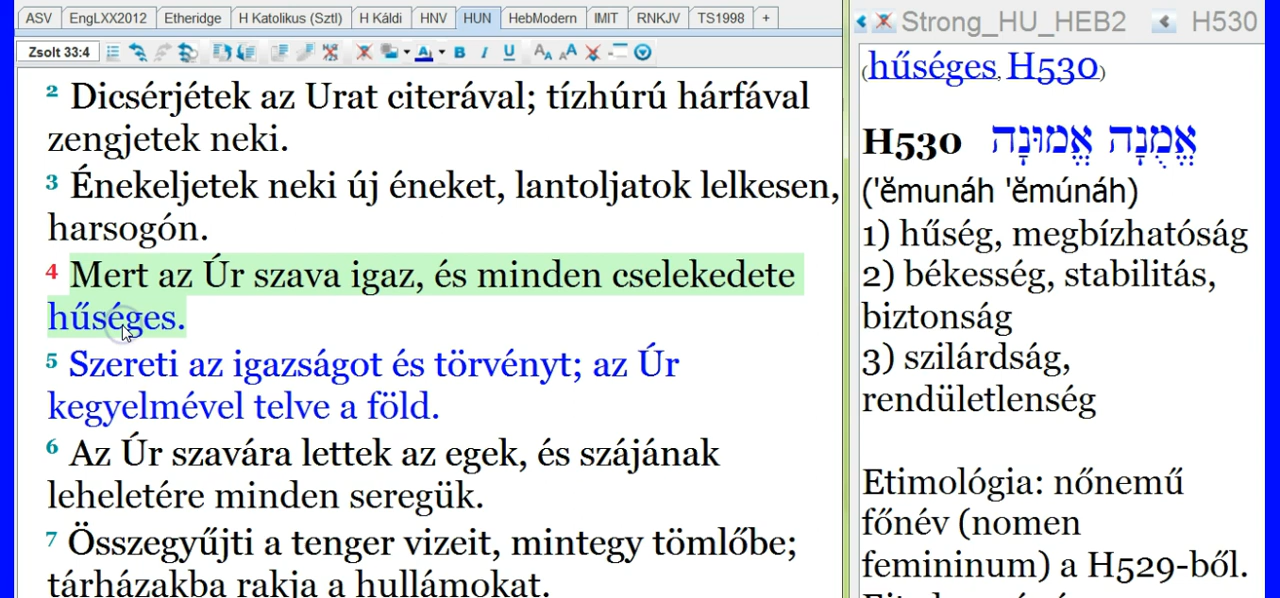 ASV EngLXX2012 Etheridge H Katolikus (Sztl) H Káldi HNV HUN HebModern IMIT RNKJV TS1998 +
Zsolt 33:4
2 Dicsérjétek az Urat citerával; tízhúrú hárfával
zengjetek neki.
3 Énekeljetek neki új éneket, lantoljatok lelkesen,
harsogón.
4 Mert az Úr szava igaz, és minden cselekedete
hűséges.
5 Szereti az igazságot és törvényt; az Úr
kegyelmével telve a föld.
6 Az Úr szavára lettek az egek, és szájának
leheletére minden seregük.
7 Összegyűjti a tenger vizeit, mintegy tömlőbe;
tárházakba rakja a hullámokat.
Strong_HU_HEB2 H530
(hűséges, H530)
H530 אֱמֻנָה אֱמוּנָה
('ĕmunáh 'ĕmúnáh)
1) hűség, megbízhatóság
2) békesség, stabilitás,
biztonság
3) szilárdság,
rendületlenség
Etimológia: nőnemű
főnév (nomen
femininum) a H529-ből.